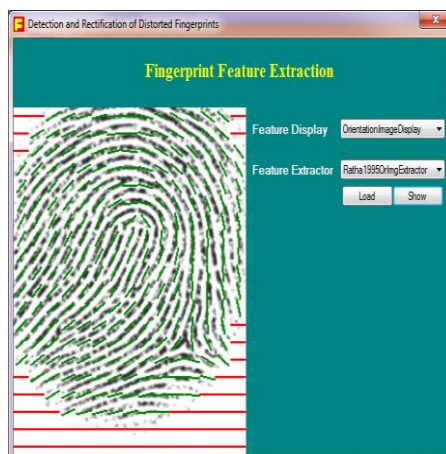 Detection and Rectification of Distorted Fingerprints
Fingerprint Feature Extraction
Feature Display OrientationImageDisplay
Feature Extractor Ratha1995OrImgExtractor
Load Show